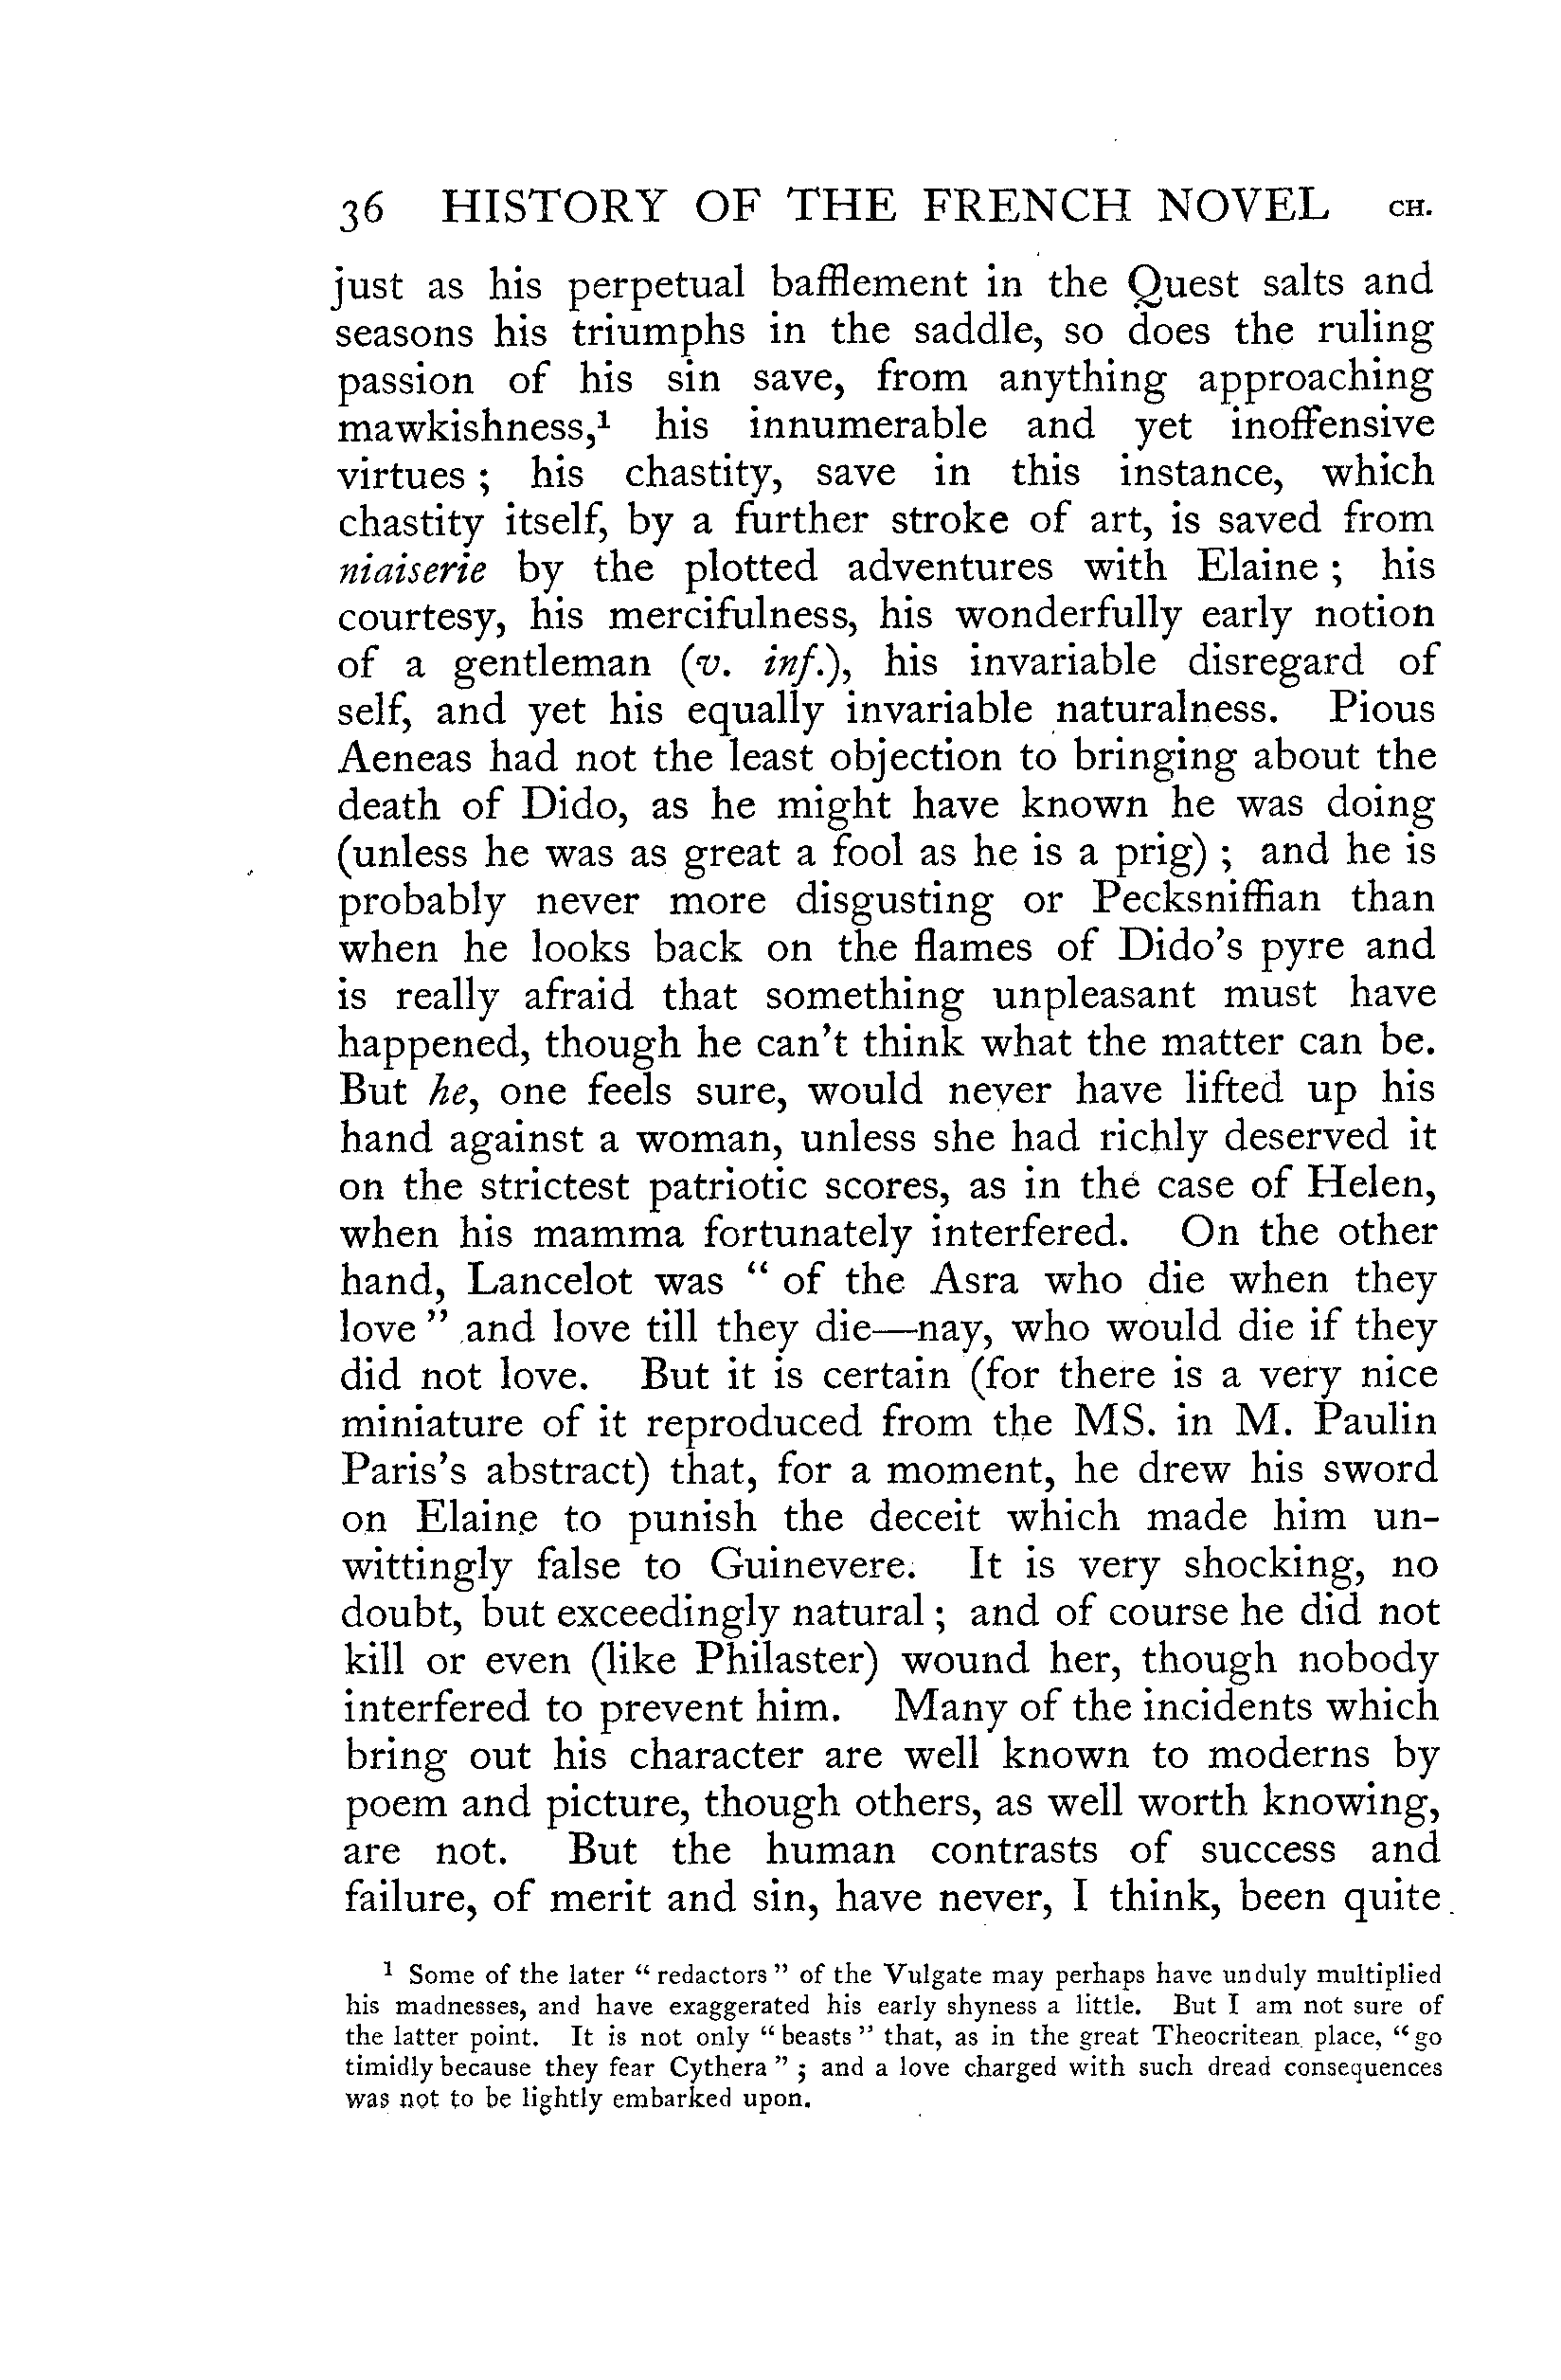 36 HISTORY OF THE FRENCH NOVEL CH.
just as his perpetual bafflement in the Quest salts and
seasons his triumphs in the saddle, so does the ruling
passion of his sin save, from anything approaching
mawkishness,¹ his innumerable and yet inoffensive
virtues ; his chastity, save in this instance, which
chastity itself, by a further stroke of art, is saved from
niaiserie by the plotted adventures with Elaine ; his
courtesy, his mercifulness, his wonderfully early notion
of a gentleman (v. inf.), his invariable disregard of
self, and yet his equally invariable naturalness. Pious
Aeneas had not the least objection to bringing about the
death of Dido, as he might have known he was doing
(unless he was as great a fool as he is a prig) ; and he is
probably never more disgusting or Pecksniffian than
when he looks back on the flames of Dido's pyre and
is really afraid that something unpleasant must have
happened, though he can't think what the matter can be.
But he, one feels sure, would never have lifted up his
hand against a woman, unless she had richly deserved it
on the strictest patriotic scores, as in the case of Helen,
when his mamma fortunately interfered. On the other
hand, Lancelot was “ of the Asra who die when they
love ” and love till they die—nay, who would die if they
did not love. But it is certain (for there is a very nice
miniature of it reproduced from the MS. in M. Paulin
Paris's abstract) that, for a moment, he drew his sword
on Elaine to punish the deceit which made him un-
wittingly false to Guinevere. It is very shocking, no
doubt, but exceedingly natural ; and of course he did not
kill or even (like Philaster) wound her, though nobody
interfered to prevent him. Many of the incidents which
bring out his character are well known to moderns by
poem and picture, though others, as well worth knowing,
are not. But the human contrasts of success and
failure, of merit and sin, have never, I think, been quite
¹ Some of the later “ redactors ” of the Vulgate may perhaps have unduly multiplied
his madnesses, and have exaggerated his early shyness a little. But I am not sure of
the latter point. It is not only “ beasts ” that, as in the great Theocritean place, “ go
timidly because they fear Cythera ” ; and a love charged with such dread consequences
was not to be lightly embarked upon.